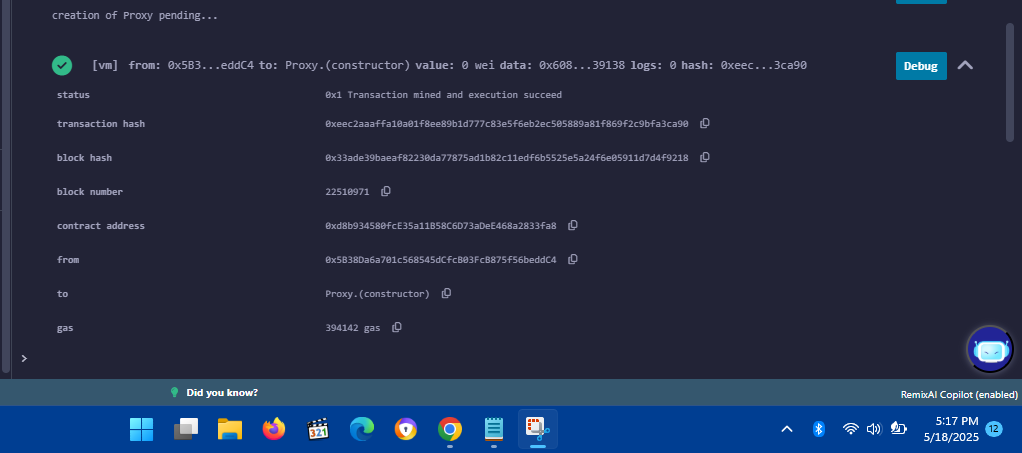 creation of Proxy pending...
[vm] from: 0x5B3...eddC4 to: Proxy.(constructor) value: 0 wei data: 0x608...39138 logs: 0 hash: 0xeec...3ca90
Debug
status 0x1 Transaction mined and execution succeed
transaction hash 0xeec2aaaffa10a01f8ee89b1d777c83e5f6eb2ec505889a81f869f2c9bfa3ca90
block hash 0x33ade39baeaf82230da77875ad1b82c11edf6b5525e5a24f6e05911d7d4f9218
block number 22510971
contract address 0xd8b934580fcE35a11B58C6D73aDeE468a2833fa8
from 0x5B38Da6a701c568545dCfcB03FcB875f56beddC4
to Proxy.(constructor)
gas 394142 gas
>
Did you know?
RemixAI Copilot (enabled)
321
5:17 PM
5/18/2025
12